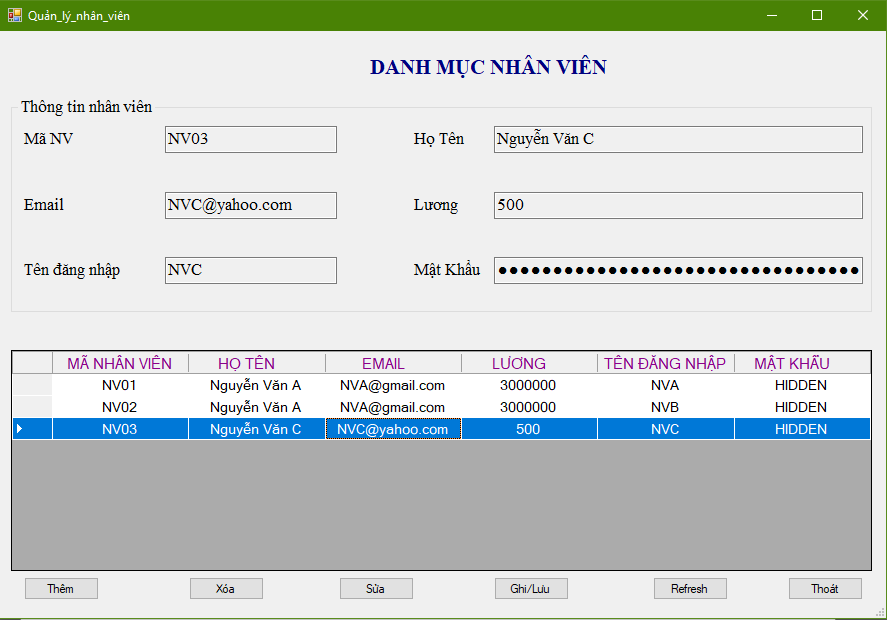 Quản_lý_nhân_viên
DANH MỤC NHÂN VIÊN
Thông tin nhân viên
Mã NV NV03 Họ Tên Nguyễn Văn C
Email NVC@yahoo.com Lương 500
Tên đăng nhập NVC Mật Khẩu ●●●●●●●●●●●●●●●●●●●●●●●●●●●●●●●●●
MÃ NHÂN VIÊN HỌ TÊN EMAIL LƯƠNG TÊN ĐĂNG NHẬP MẬT KHẨU
NV01 Nguyễn Văn A NVA@gmail.com 3000000 NVA HIDDEN
NV02 Nguyễn Văn A NVA@gmail.com 3000000 NVB HIDDEN
NV03 Nguyễn Văn C NVC@yahoo.com 500 NVC HIDDEN
Thêm Xóa Sửa Ghi/Lưu Refresh Thoát